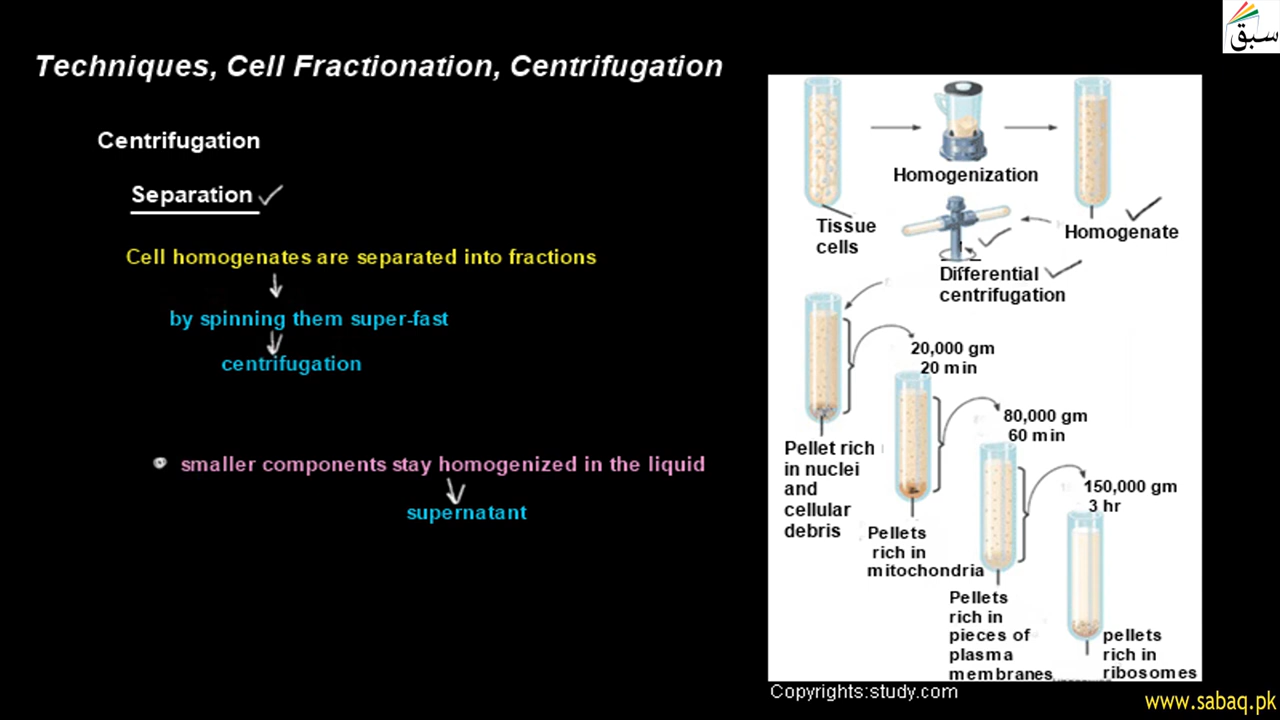 سبق
Techniques, Cell Fractionation, Centrifugation
Centrifugation
Separation
Cell homogenates are separated into fractions
by spinning them super-fast
centrifugation
smaller components stay homogenized in the liquid
supernatant
Homogenization
Tissue
cells
Homogenate
Differential
centrifugation
20,000 gm
20 min
80,000 gm
60 min
150,000 gm
3 hr
Pellet rich
in nuclei
and
cellular
debris
Pellets
rich in
mitochondria
Pellets
rich in
pieces of
plasma
membranes
pellets
rich in
ribosomes
Copyrights:study.com
www.sabaq.pk